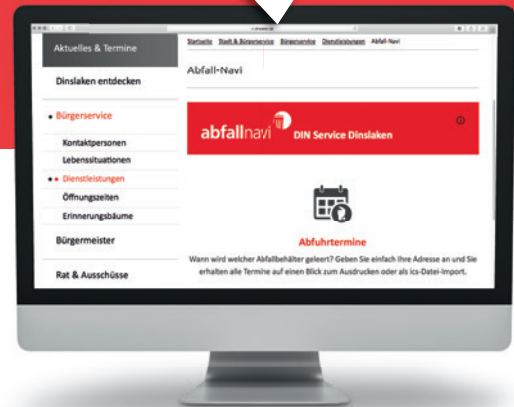 Aktuelles & Termine
Dinslaken entdecken
Bürgerservice
Kontaktpersonen
Lebenssituationen
Dienstleistungen
Öffnungszeiten
Erinnerungsbäume
Bürgermeister
Rat & Ausschüsse
Startseite Stadt & Bürgerservice Bürgerservice Dienstleistungen Abfall-Navi
Abfall-Navi
abfallnavi DIN Service Dinslaken
Abfuhrtermine
Wann wird welcher Abfallbehälter geleert? Geben Sie einfach Ihre Adresse an und Sie
erhalten alle Termine auf einen Blick zum Ausdrucken oder als ics-Datei-Import.